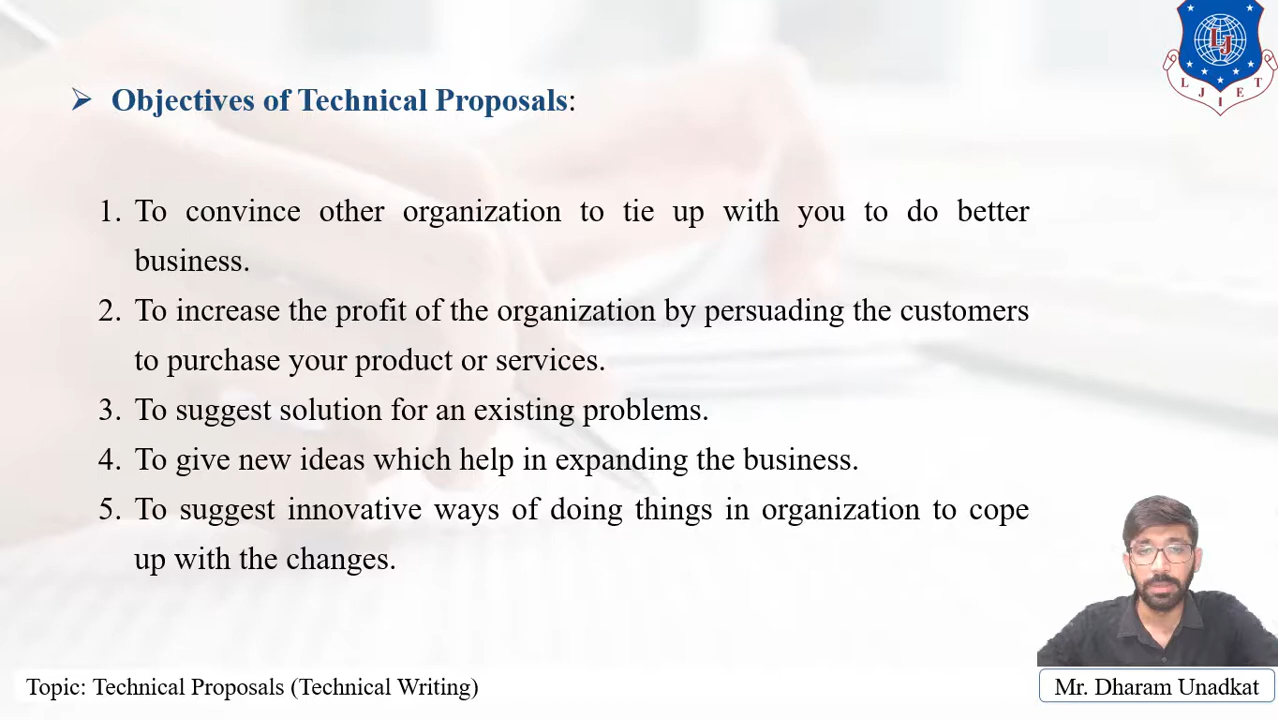 LJ
L J I E T
➢ Objectives of Technical Proposals:
1. To convince other organization to tie up with you to do better
business.
2. To increase the profit of the organization by persuading the customers
to purchase your product or services.
3. To suggest solution for an existing problems.
4. To give new ideas which help in expanding the business.
5. To suggest innovative ways of doing things in organization to cope
up with the changes.
Topic: Technical Proposals (Technical Writing)
Mr. Dharam Unadkat